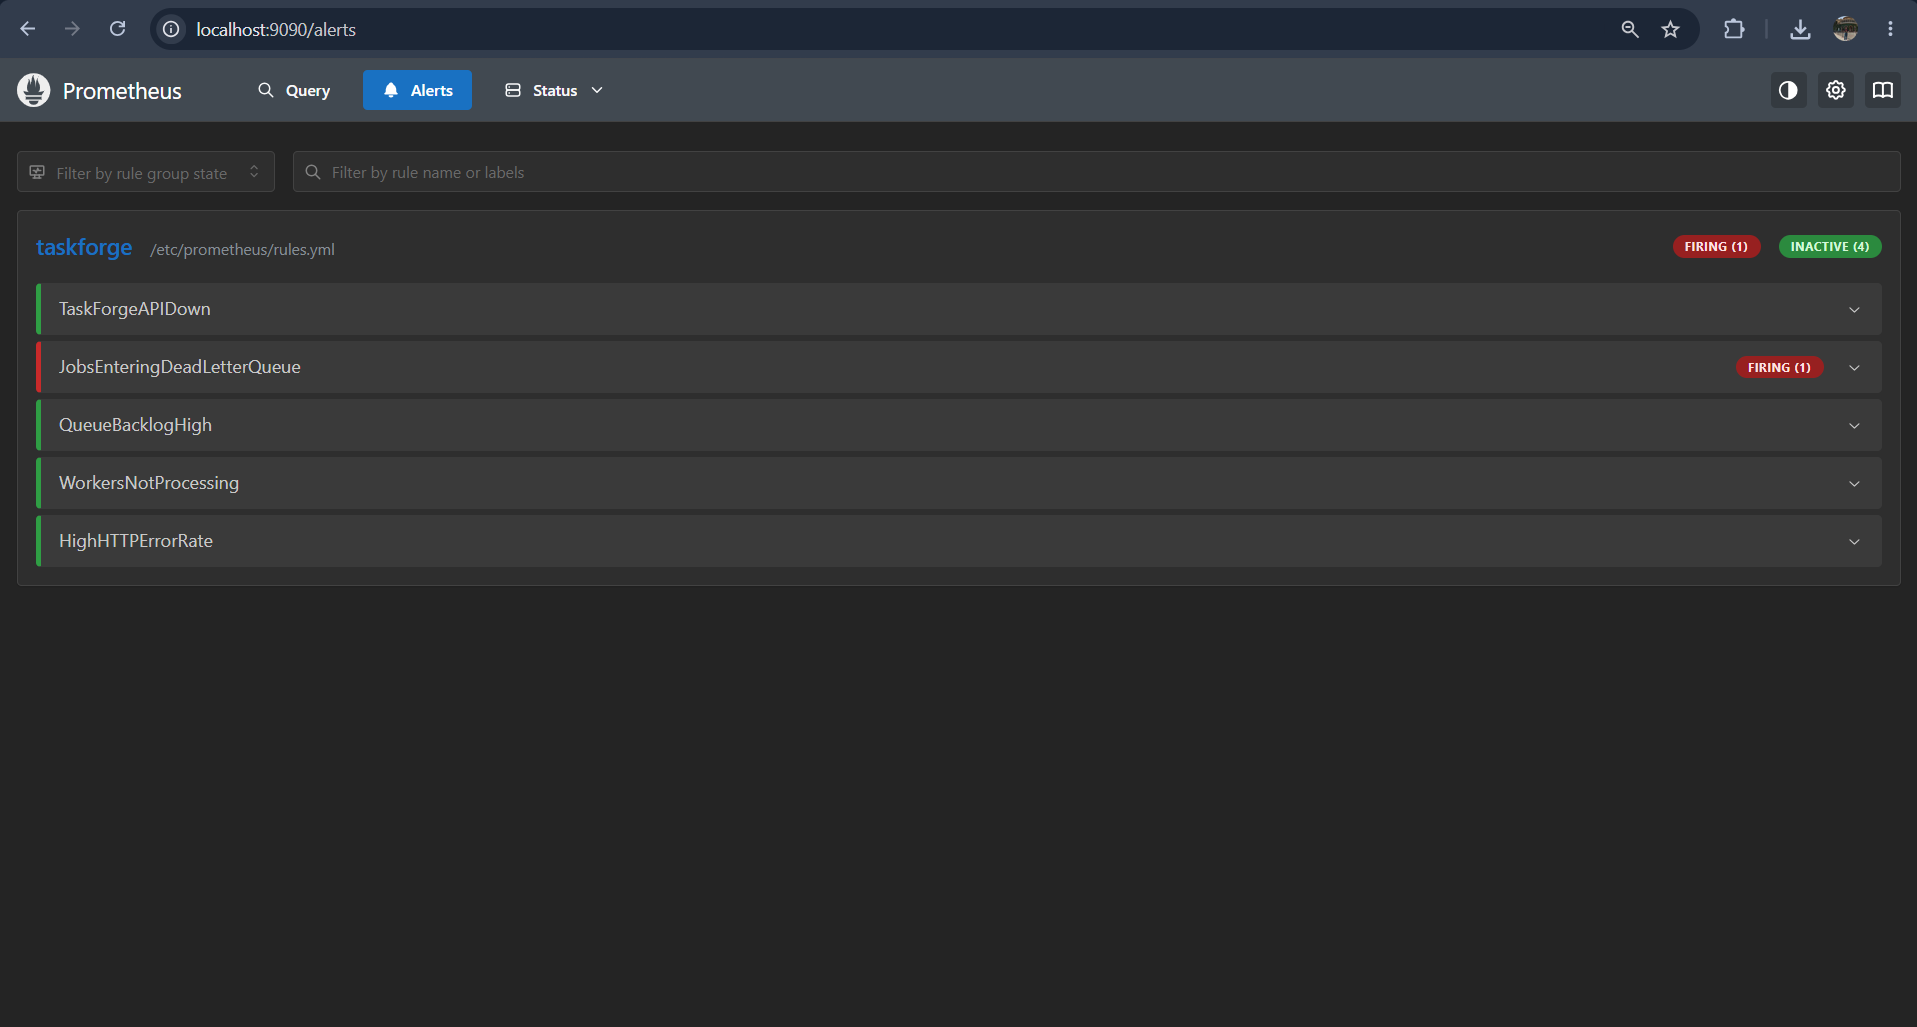 localhost:9090/alerts
Prometheus
Query
Alerts
Status
Filter by rule group state
Filter by rule name or labels
taskforge /etc/prometheus/rules.yml
FIRING (1)
INACTIVE (4)
TaskForgeAPIDown
JobsEnteringDeadLetterQueue
FIRING (1)
QueueBacklogHigh
WorkersNotProcessing
HighHTTPErrorRate